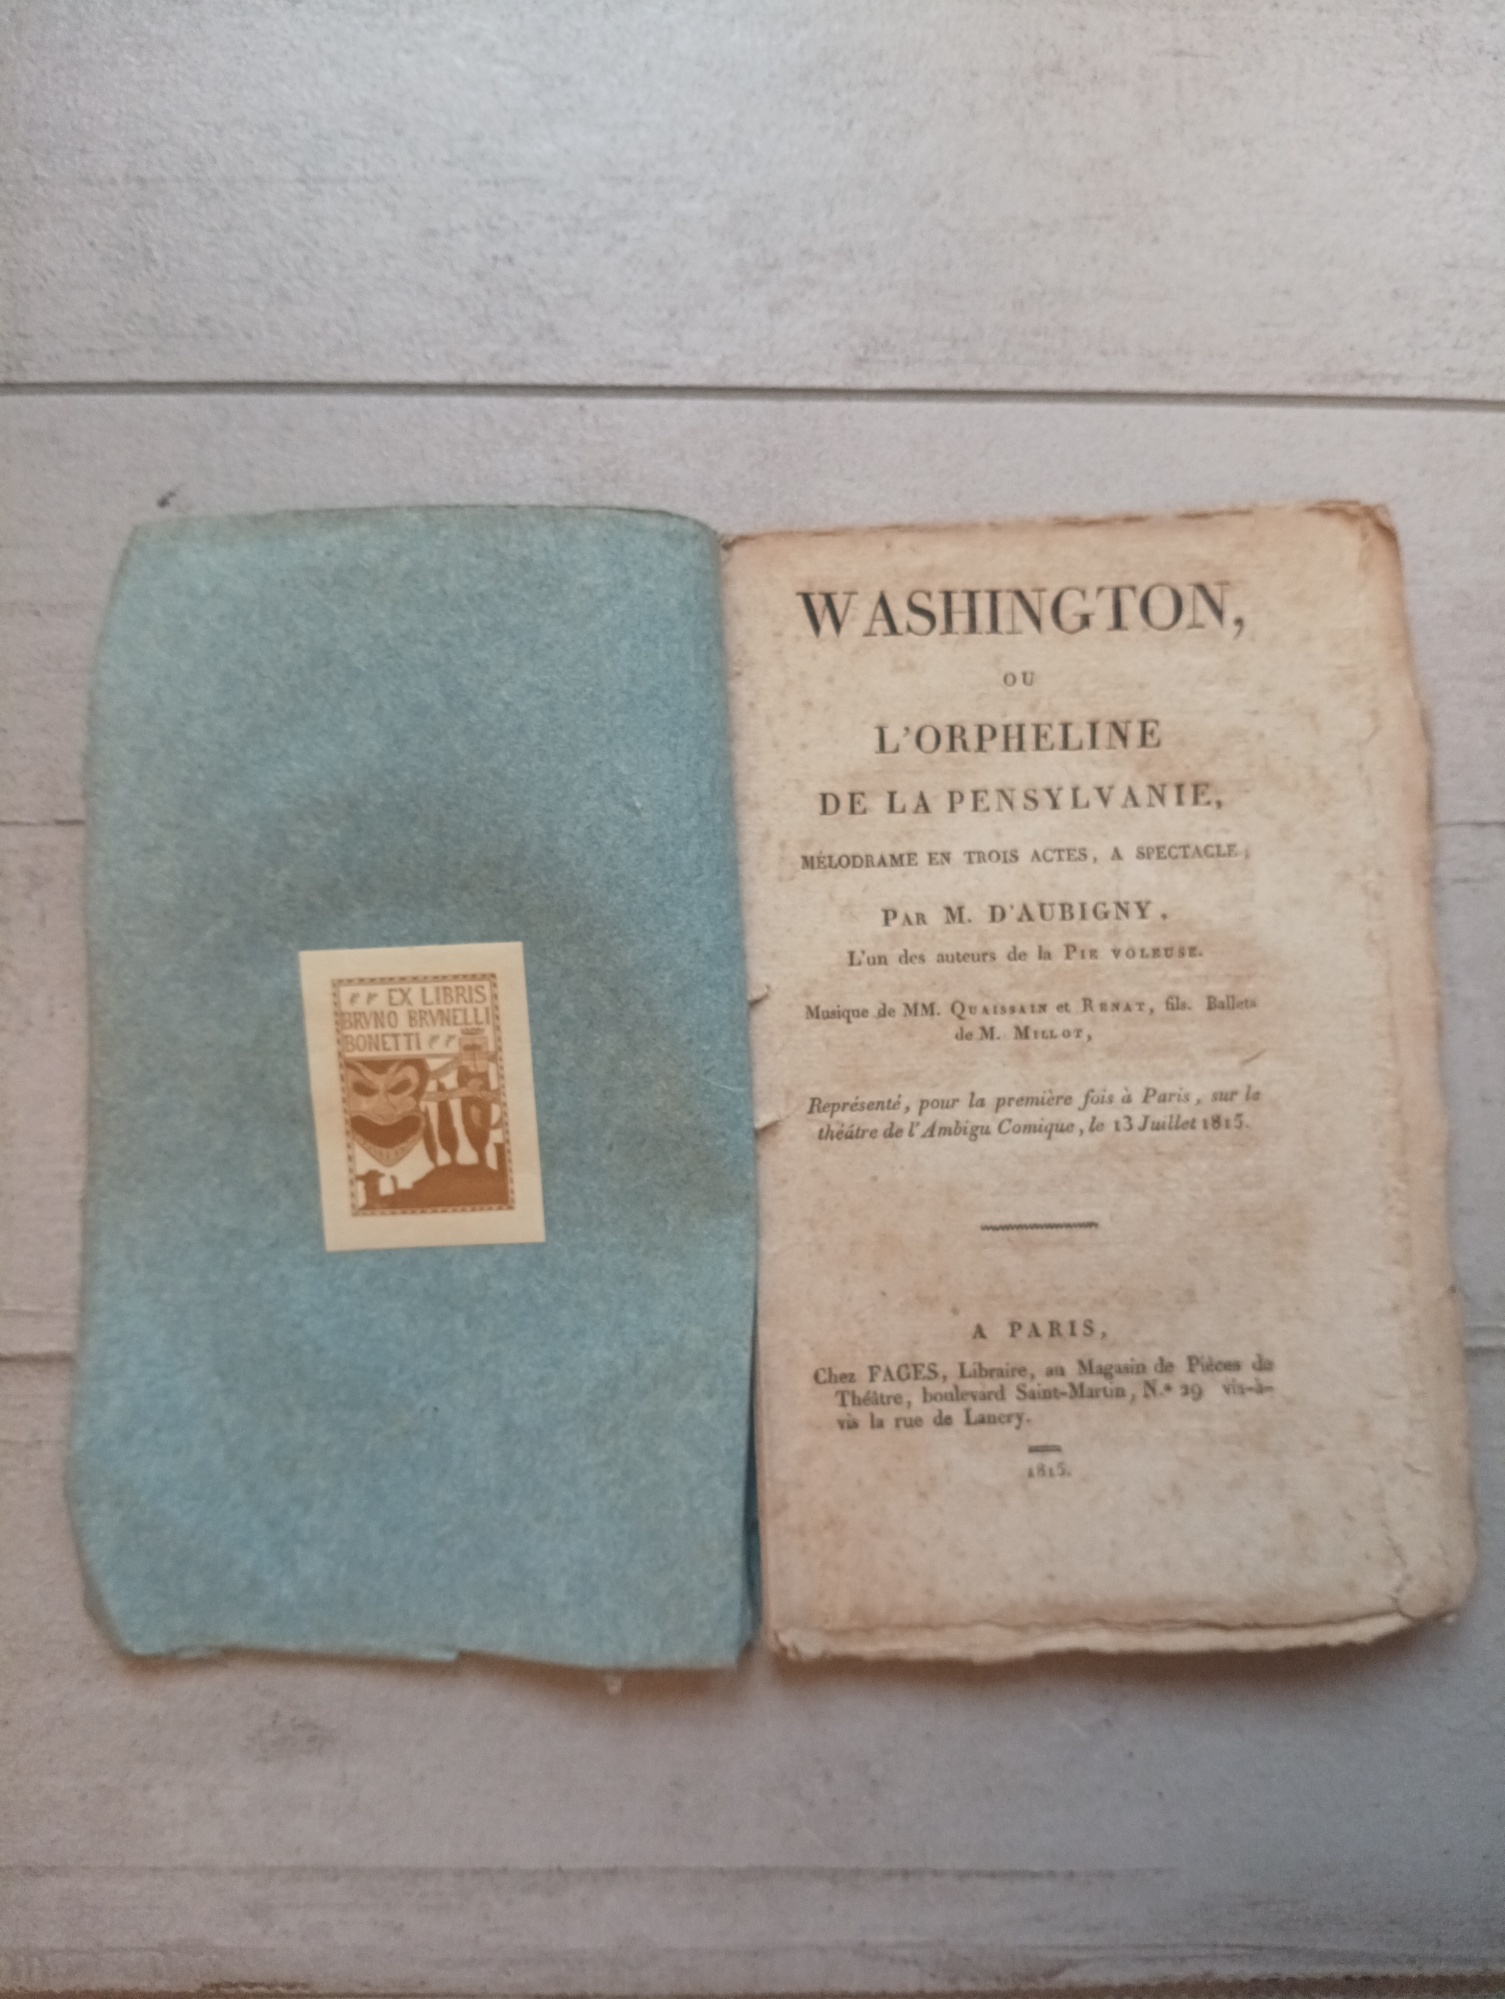 EX LIBRIS
BRVNO BRVNELLI
BONETTI
WASHINGTON,
OU
L'ORPHELINE
DE LA PENSYLVANIE,
MÉLODRAME EN TROIS ACTES, A SPECTACLE;
PAR M. D'AUBIGNY,
L'un des auteurs de la PIE VOLEUSE.
Musique de MM. QUAISSAIN et RENAT, fils. Ballets
de M. MILLOT,
Représenté, pour la première fois à Paris, sur le
théâtre de l'Ambigu Comique, le 13 Juillet 1815.
A PARIS,
Chez FAGES, Libraire, au Magasin de Pièces de
Théâtre, boulevard Saint-Martin, N.º 29 vis-à-
vis la rue de Lancry.
1815.